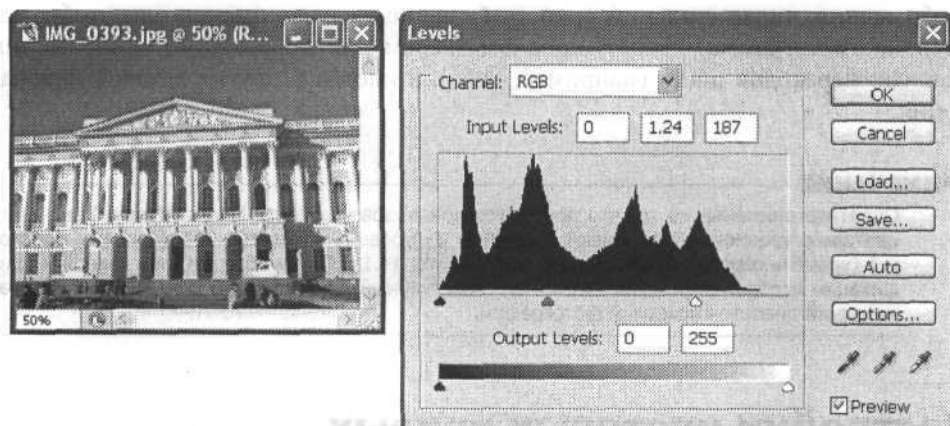 IMG_0393.jpg @ 50% (R...
50%
Levels
Channel: RGB
Input Levels: 0 1.24 187
Output Levels: 0 255
OK
Cancel
Load...
Save...
Auto
Options...
Preview